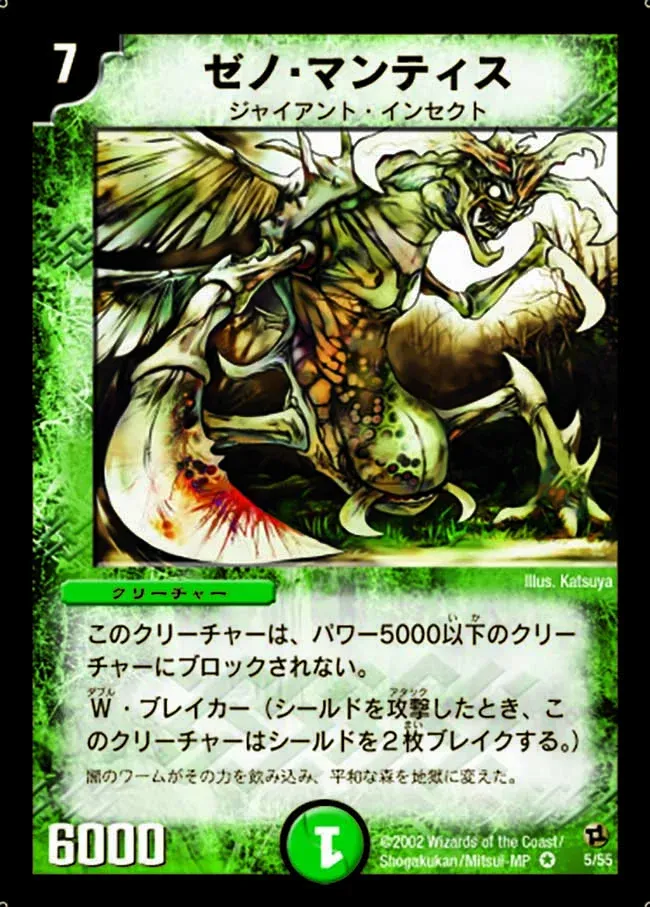 7
ゼノ・マンティス
ジャイアント・インセクト
Illus. Katsuya
クリーチャー
このクリーチャーは、パワー5000以下のクリー
チャーにブロックされない。
W・ブレイカー（シールドを攻撃したとき、こ
のクリーチャーはシールドを2枚ブレイクする。）
闇のワームがその力を飲み込み、平和な森を地獄に変えた。
6000
1
©2002 Wizards of the Coast/
Shogakukan/Mitsui-MP
5/55